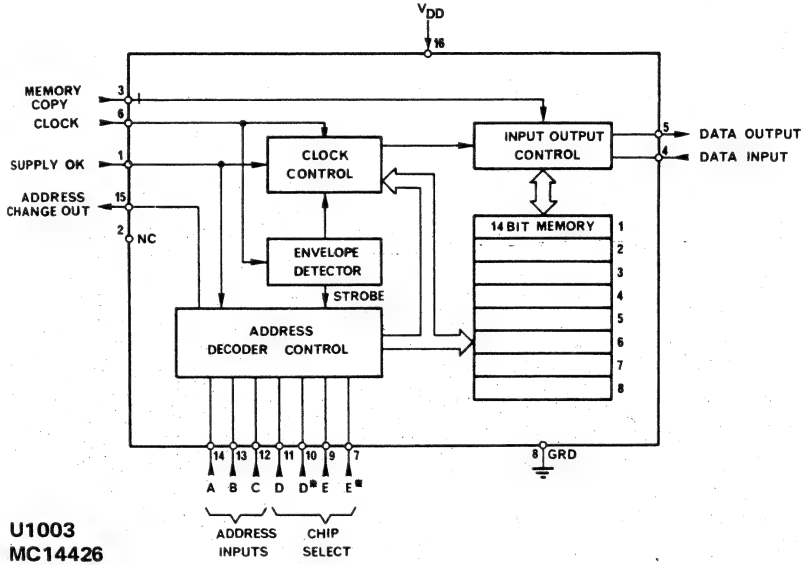 VDD
16
MEMORY
COPY
3
CLOCK
6
SUPPLY OK
1
ADDRESS
CHANGE OUT
15
2
NC
CLOCK
CONTROL
INPUT OUTPUT
CONTROL
5
DATA OUTPUT
4
DATA INPUT
ENVELOPE
DETECTOR
STROBE
ADDRESS
DECODER CONTROL
14 BIT MEMORY
1
2
3
4
5
6
7
8
14 13 12 11 10 9 7
A B C D D* E E*
8 GRD
ADDRESS
INPUTS
CHIP
SELECT
U1003
MC14426